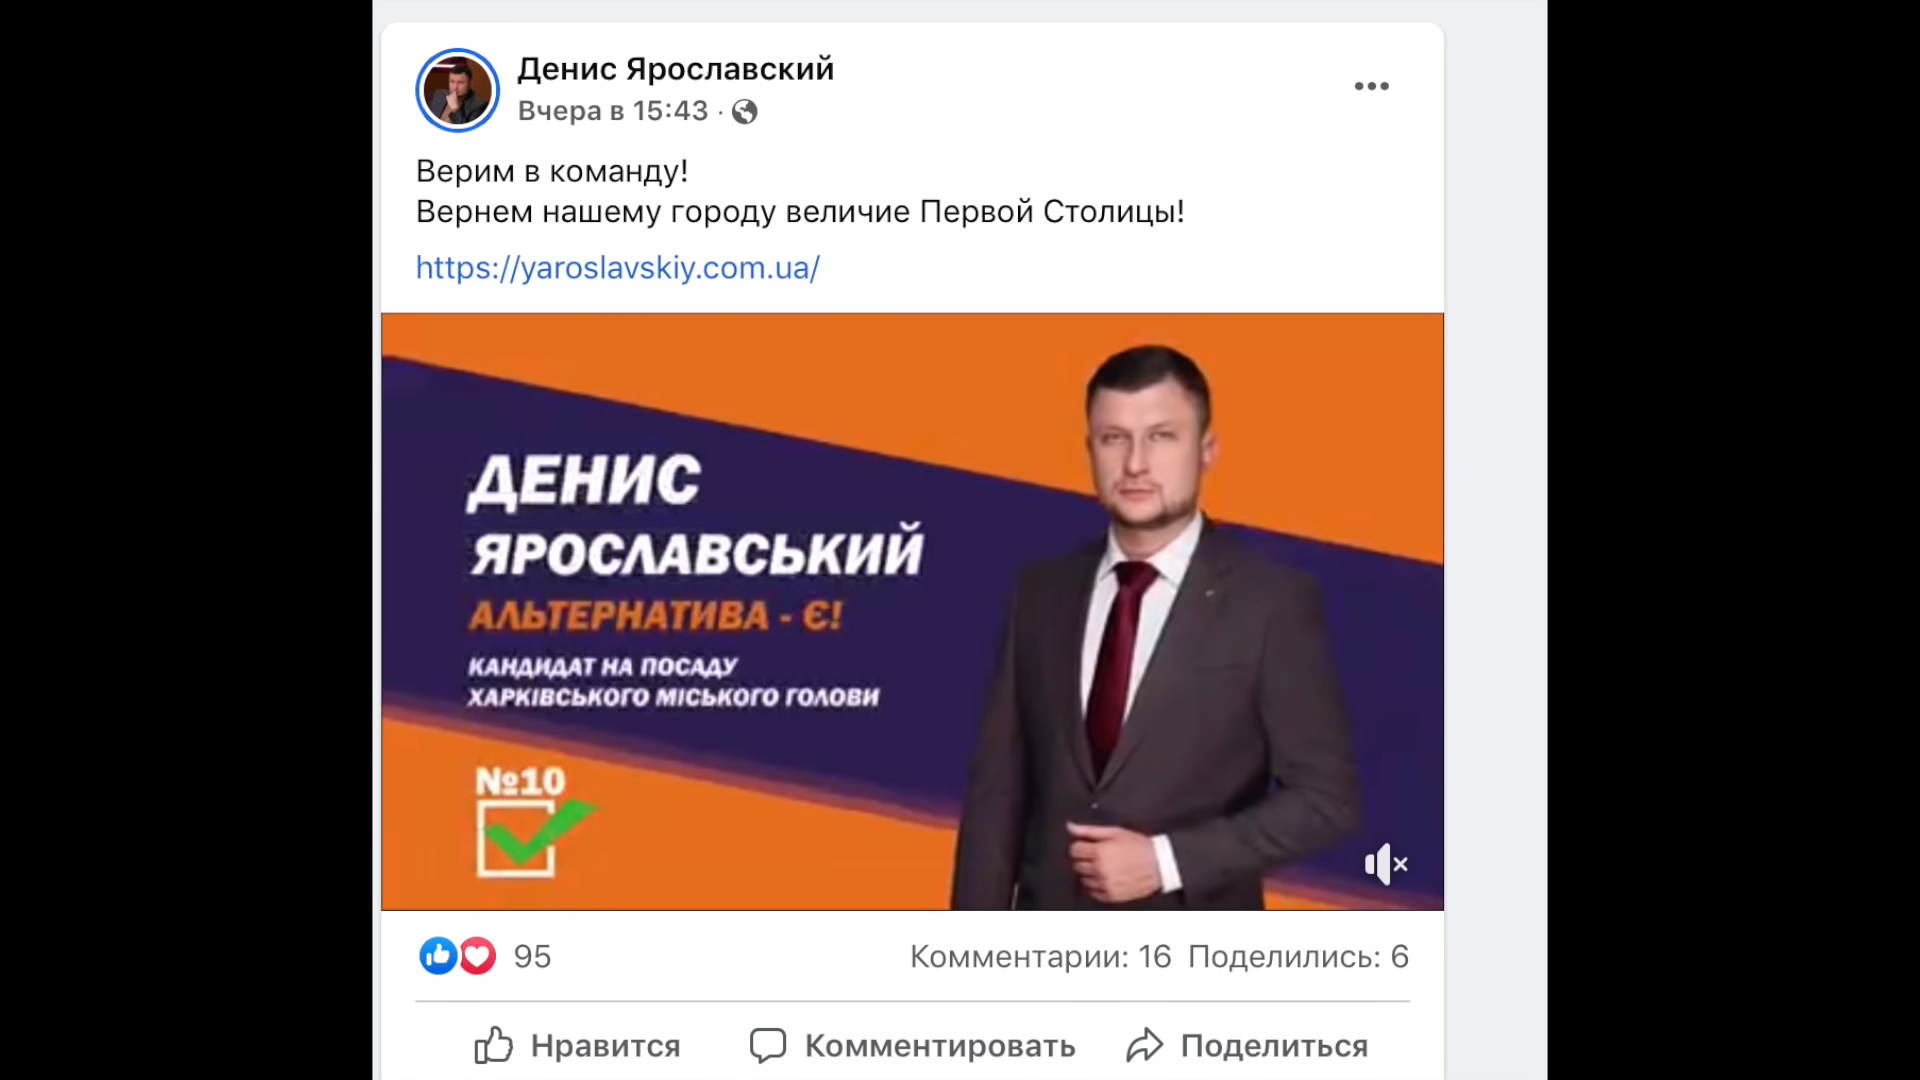 Денис Ярославский
Вчера в 15:43 ·
Верим в команду!
Вернем нашему городу величие Первой Столицы!
https://yaroslavskiy.com.ua/
ДЕНИС
ЯРОСЛАВСЬКИЙ
АЛЬТЕРНАТИВА - Є!
КАНДИДАТ НА ПОСАДУ
ХАРКІВСЬКОГО МІСЬКОГО ГОЛОВИ
№10
95
Комментарии: 16 Поделились: 6
Нравится Комментировать Поделиться